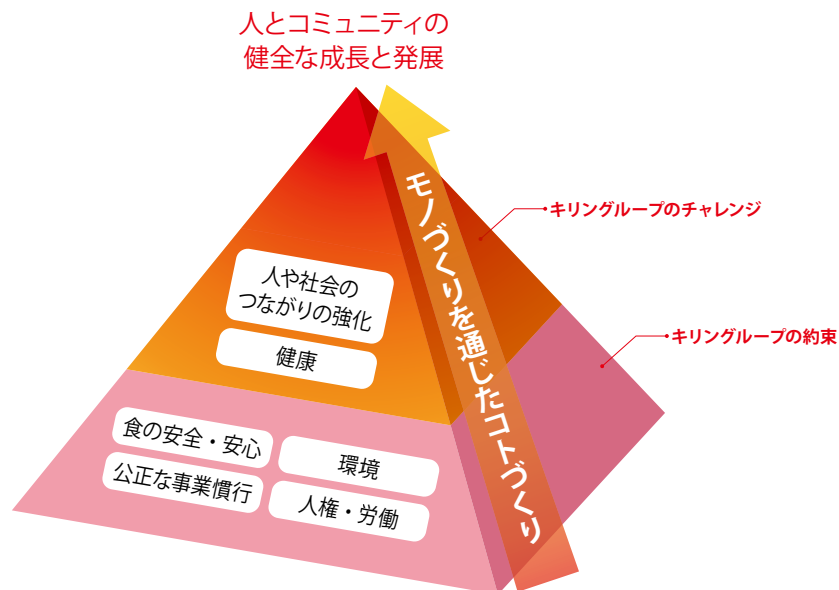 人とコミュニティの
健全な成長と発展
モノづくりを通じたコトづくり
キリングループのチャレンジ
人や社会の
つながりの強化
健康
キリングループの約束
食の安全・安心
環境
公正な事業慣行
人権・労働